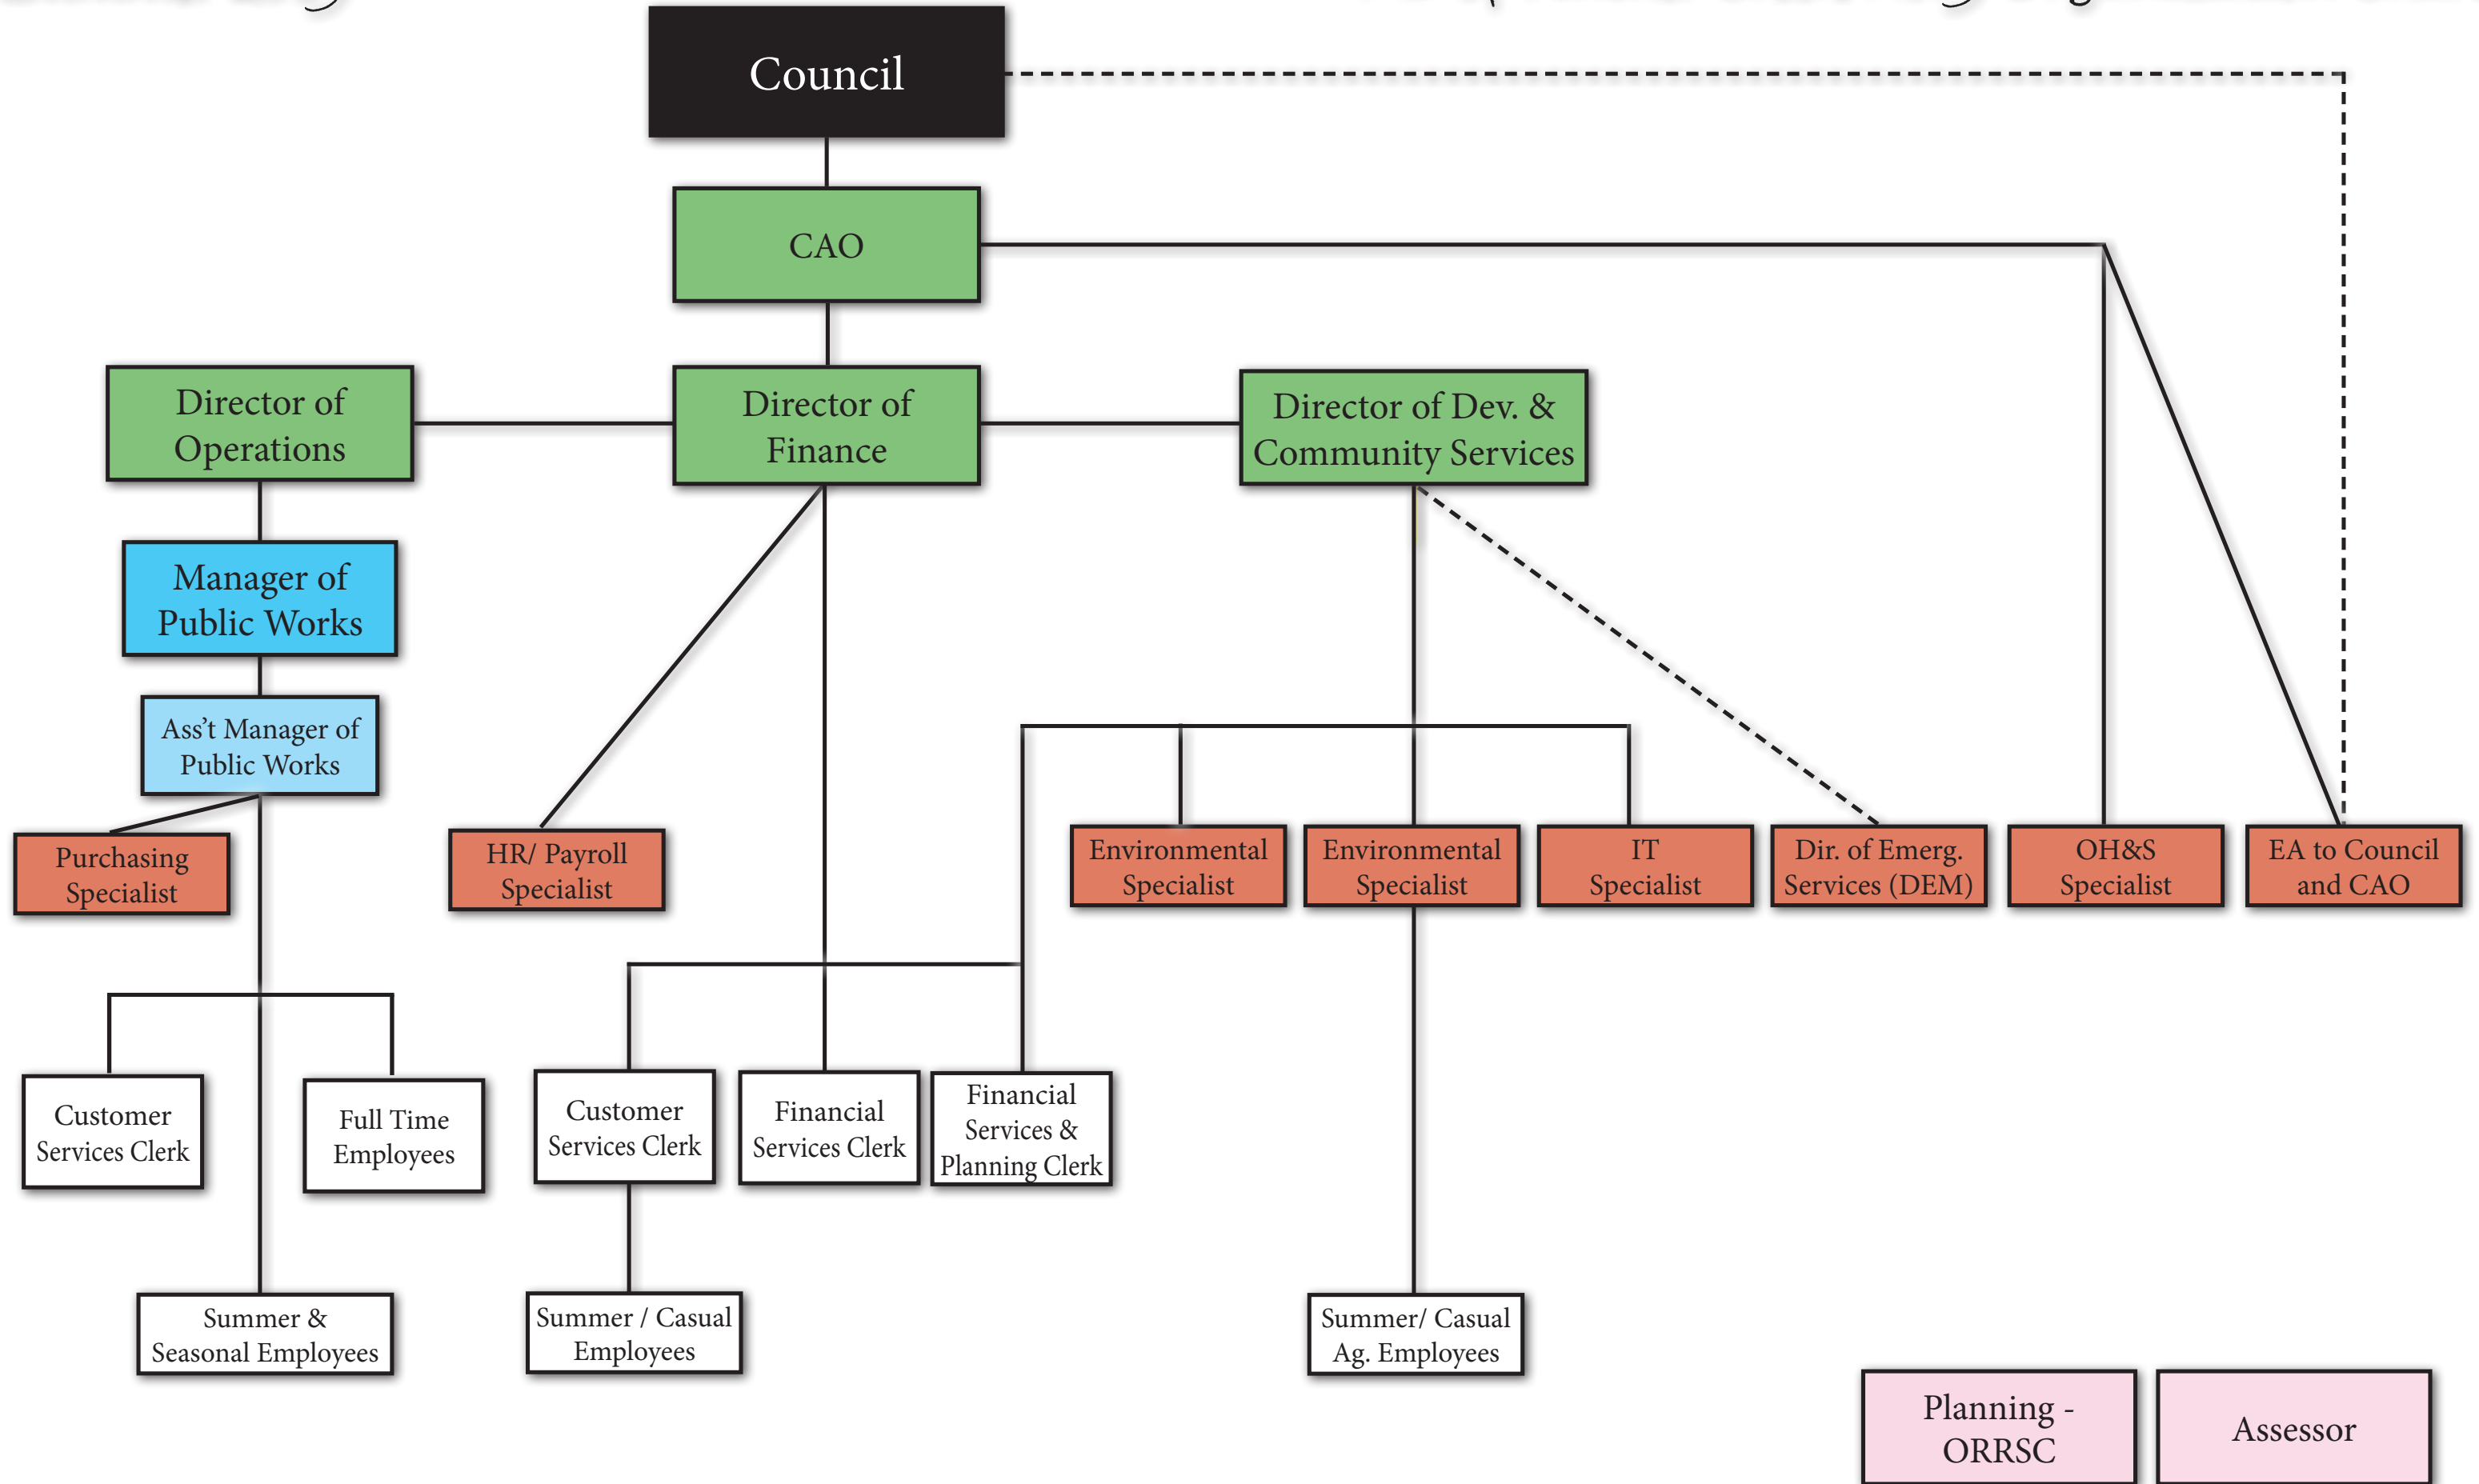 Council
CAO
Director of
Operations
Director of
Finance
Director of Dev. &
Community Services
Manager of
Public Works
Ass’t Manager of
Public Works
Purchasing
Specialist
HR/ Payroll
Specialist
Environmental
Specialist
Environmental
Specialist
IT
Specialist
Dir. of Emerg.
Services (DEM)
OH&S
Specialist
EA to Council
and CAO
Customer
Services Clerk
Full Time
Employees
Customer
Services Clerk
Financial
Services Clerk
Financial
Services &
Planning Clerk
Summer &
Seasonal Employees
Summer / Casual
Employees
Summer/ Casual
Ag. Employees
Planning -
ORRSC
Assessor